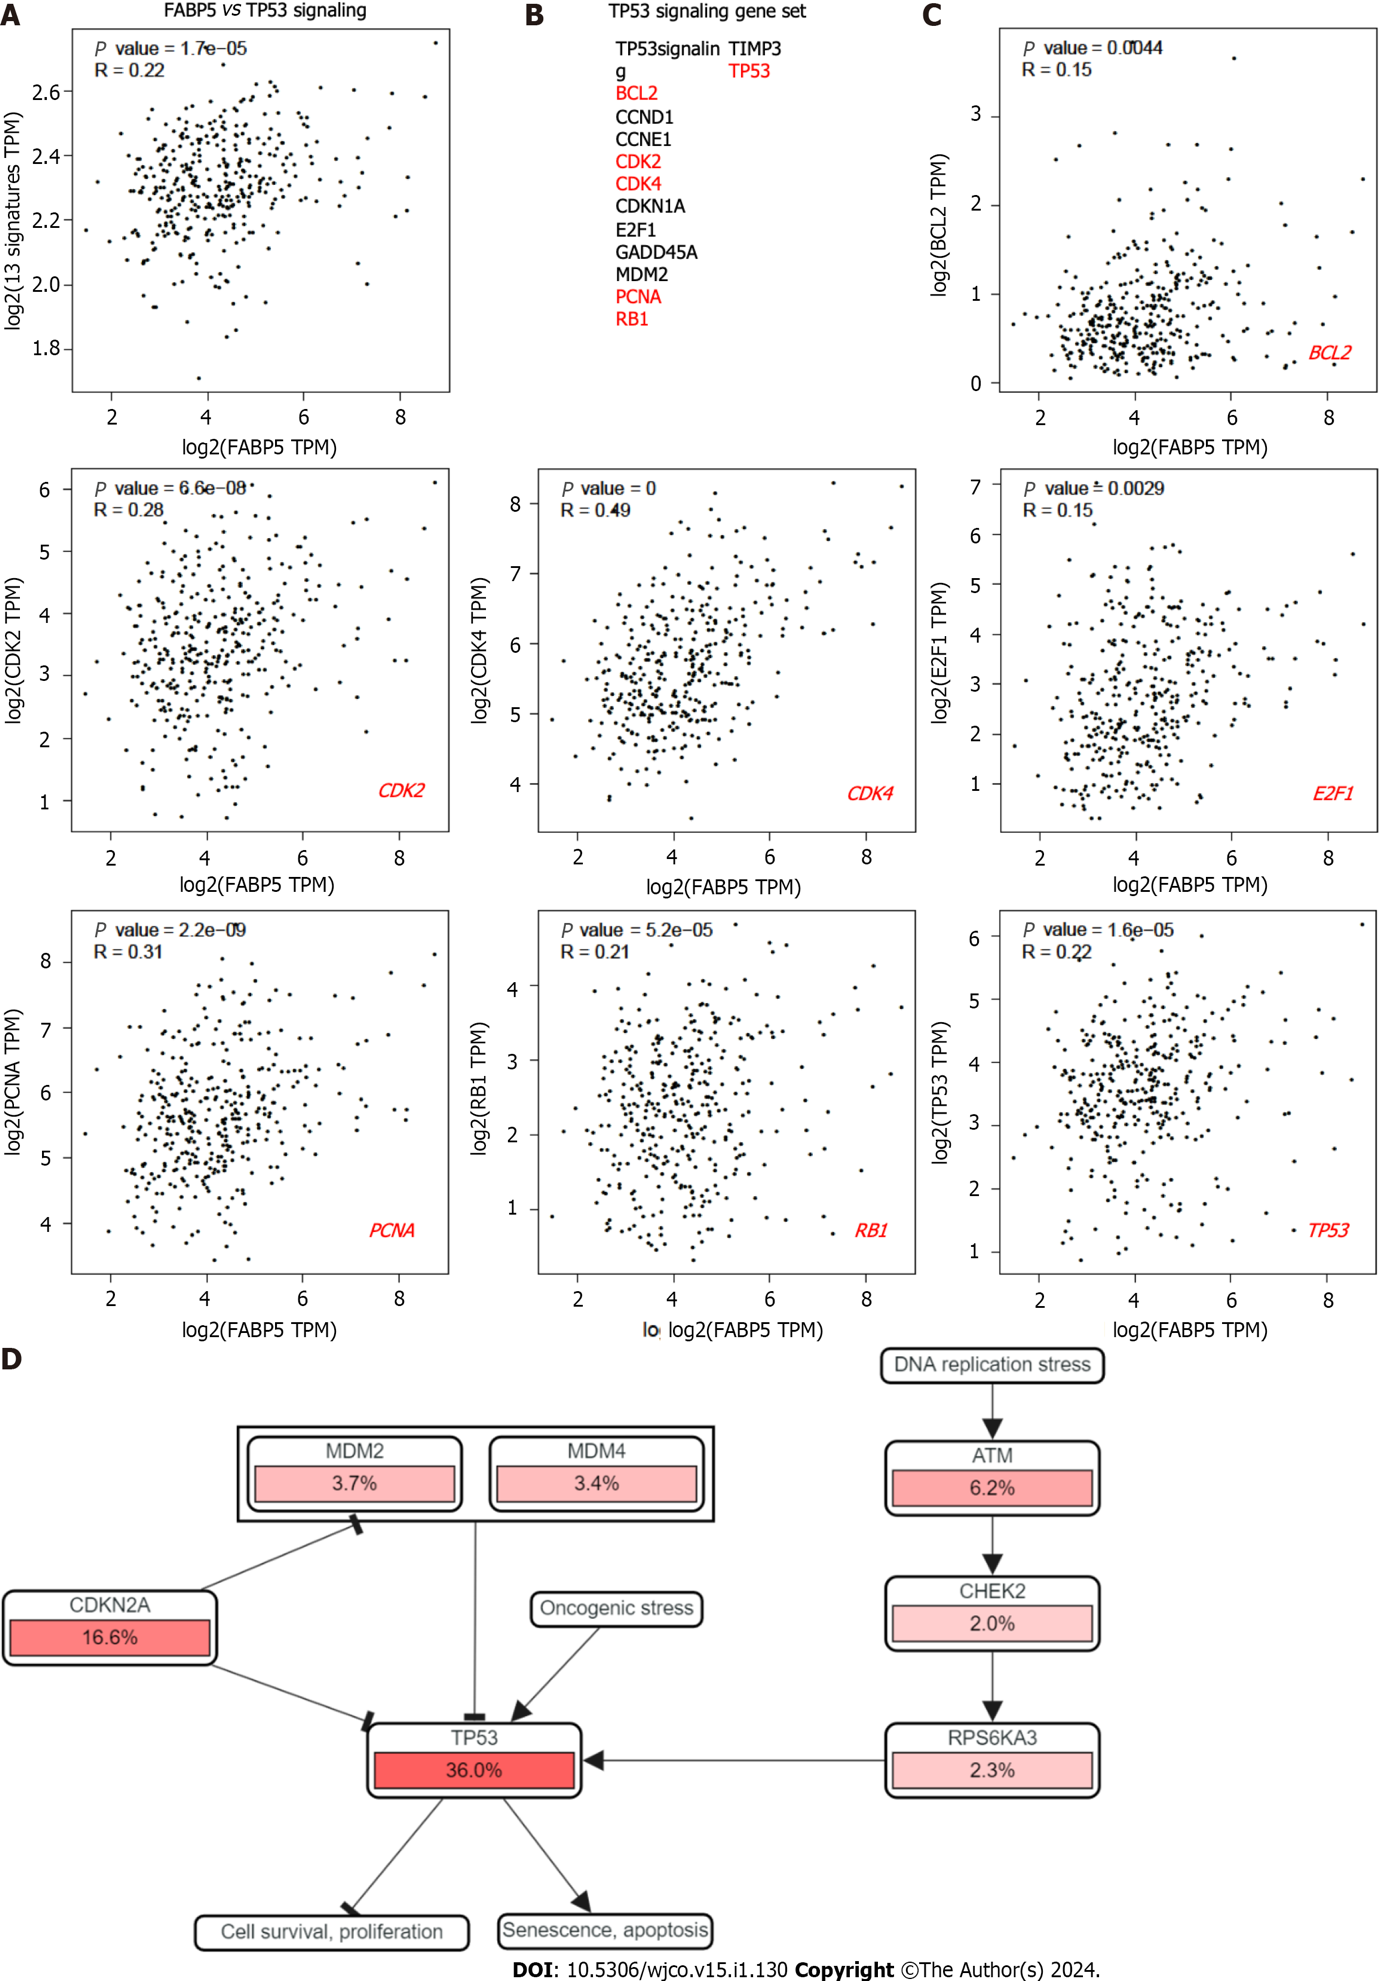 A
FABP5 vs TP53 signaling
P value = 1.7e−05
R = 0.22
2.6
2.4
2.2
2.0
1.8
log2(13 signatures TPM)
2 4 6 8
log2(FABP5 TPM)
B
TP53 signaling gene set
TP53signalin TIMP3
g TP53
BCL2
CCND1
CCNE1
CDK2
CDK4
CDKN1A
E2F1
GADD45A
MDM2
PCNA
RB1
C
P value = 0.0044
R = 0.15
3
2
1
0
log2(BCL2 TPM)
BCL2
2 4 6 8
log2(FABP5 TPM)
P value = 6.6e−08
R = 0.28
6
5
4
3
2
1
log2(CDK2 TPM)
CDK2
2 4 6 8
log2(FABP5 TPM)
P value = 0
R = 0.49
8
7
6
5
4
log2(CDK4 TPM)
CDK4
2 4 6 8
log2(FABP5 TPM)
P value = 0.0029
R = 0.15
7
6
5
4
3
2
1
log2(E2F1 TPM)
E2F1
2 4 6 8
log2(FABP5 TPM)
P value = 2.2e−09
R = 0.31
8
7
6
5
4
log2(PCNA TPM)
PCNA
2 4 6 8
log2(FABP5 TPM)
P value = 5.2e−05
R = 0.21
4
3
2
1
log2(RB1 TPM)
RB1
2 4 6 8
lo log2(FABP5 TPM)
P value = 1.6e−05
R = 0.22
6
5
4
3
2
1
log2(TP53 TPM)
TP53
2 4 6 8
log2(FABP5 TPM)
D
DNA replication stress
MDM2
3.7%
MDM4
3.4%
ATM
6.2%
CHEK2
2.0%
CDKN2A
16.6%
Oncogenic stress
TP53
36.0%
RPS6KA3
2.3%
Cell survival, proliferation
Senescence, apoptosis
DOI: 10.5306/wjco.v15.i1.130 Copyright ©The Author(s) 2024.